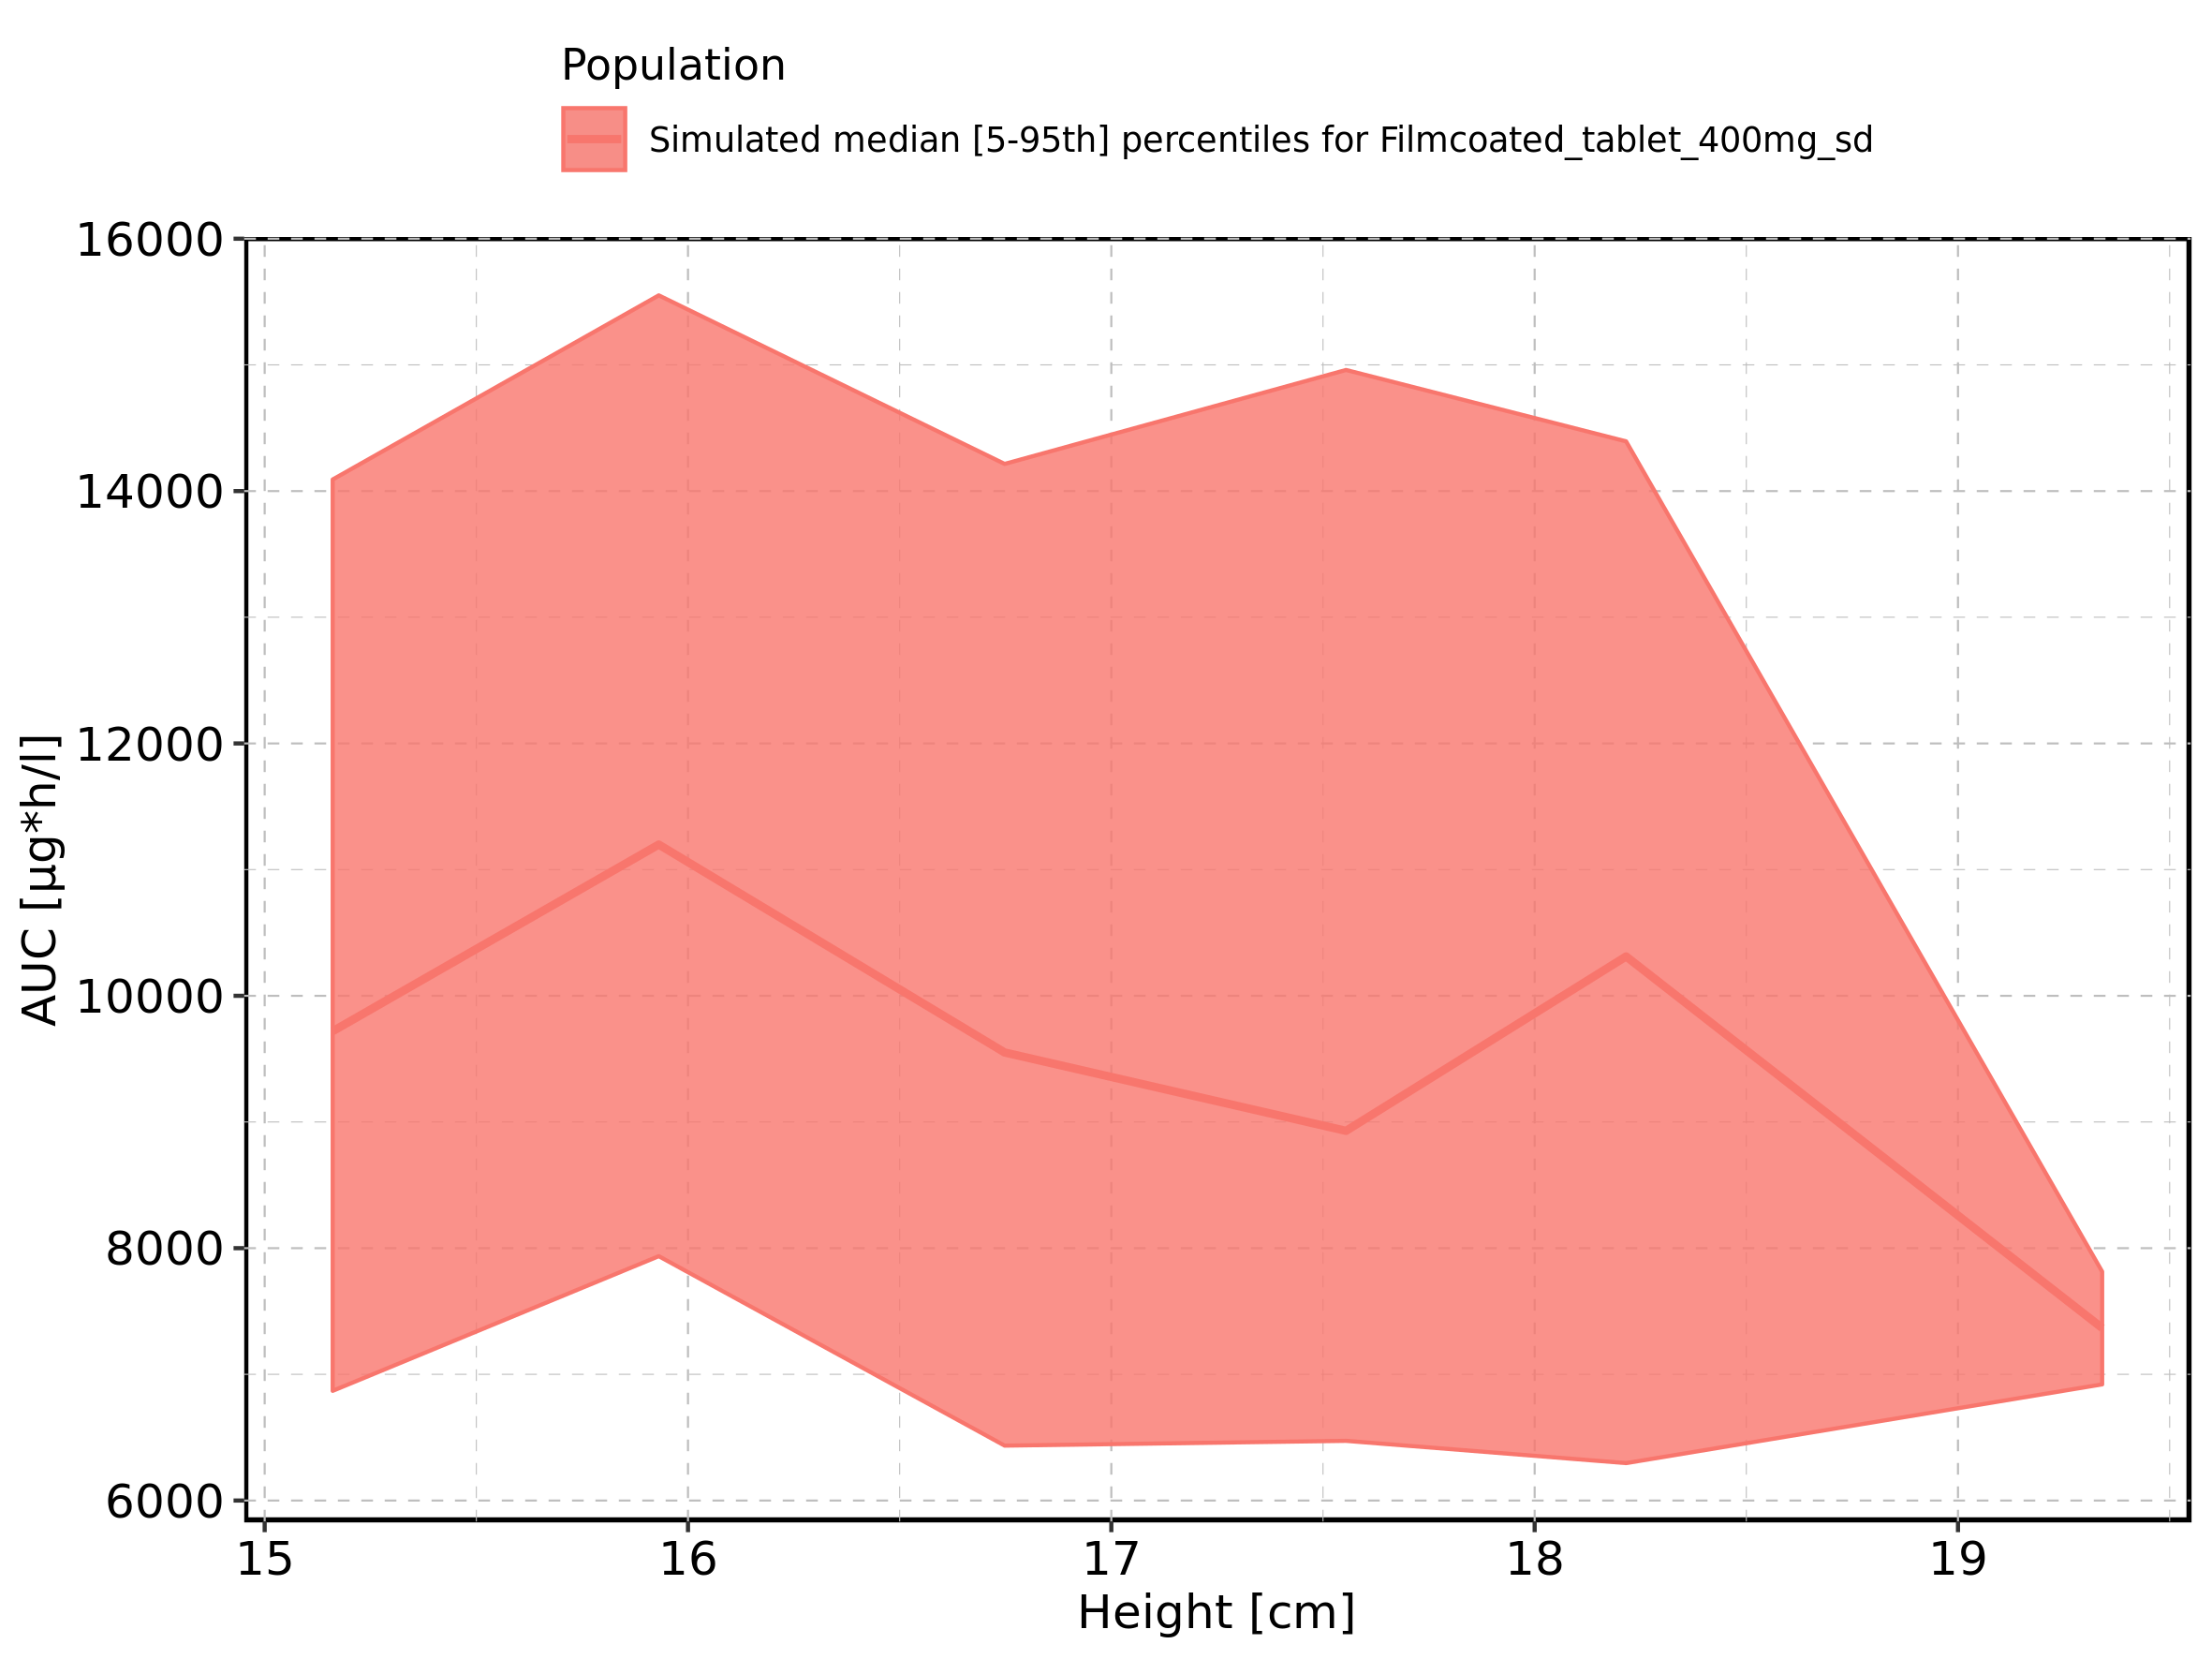 Population
Simulated median [5-95th] percentiles for Filmcoated_tablet_400mg_sd
16000
14000
12000
10000
8000
6000
AUC [µg*h/l]
15 16 17 18 19
Height [cm]